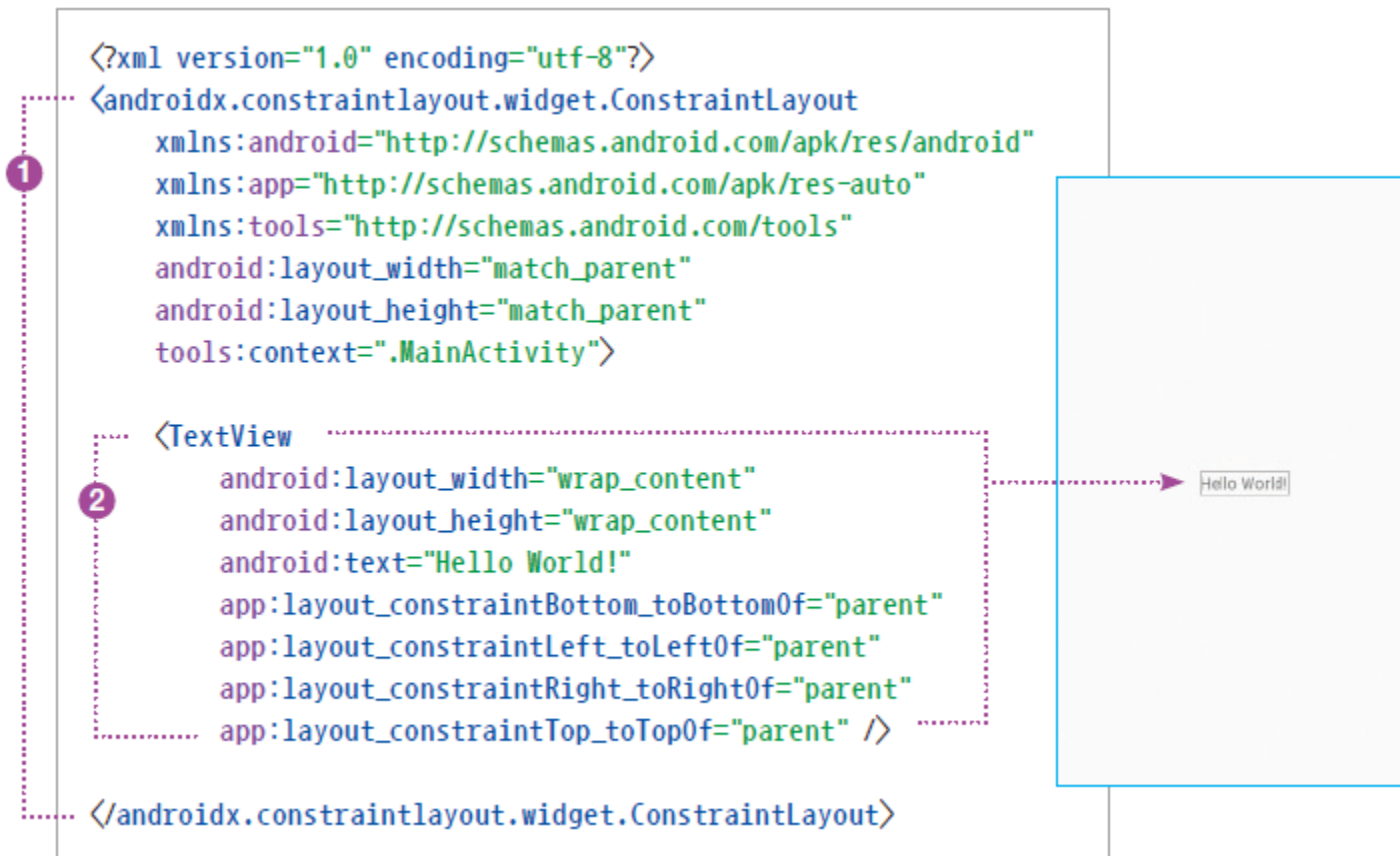 <?xml version="1.0" encoding="utf-8"?>
<androidx.constraintlayout.widget.ConstraintLayout
xmlns:android="http://schemas.android.com/apk/res/android"
1
xmlns:app="http://schemas.android.com/apk/res-auto"
xmlns:tools="http://schemas.android.com/tools"
android:layout_width="match_parent"
android:layout_height="match_parent"
tools:context=".MainActivity">
<TextView
android:layout_width="wrap_content"
Hello World!
2
android:layout_height="wrap_content"
android:text="Hello World!"
app:layout_constraintBottom_toBottomOf="parent"
app:layout_constraintLeft_toLeftOf="parent"
app:layout_constraintRight_toRightOf="parent"
app:layout_constraintTop_toTopOf="parent" />
</androidx.constraintlayout.widget.ConstraintLayout>